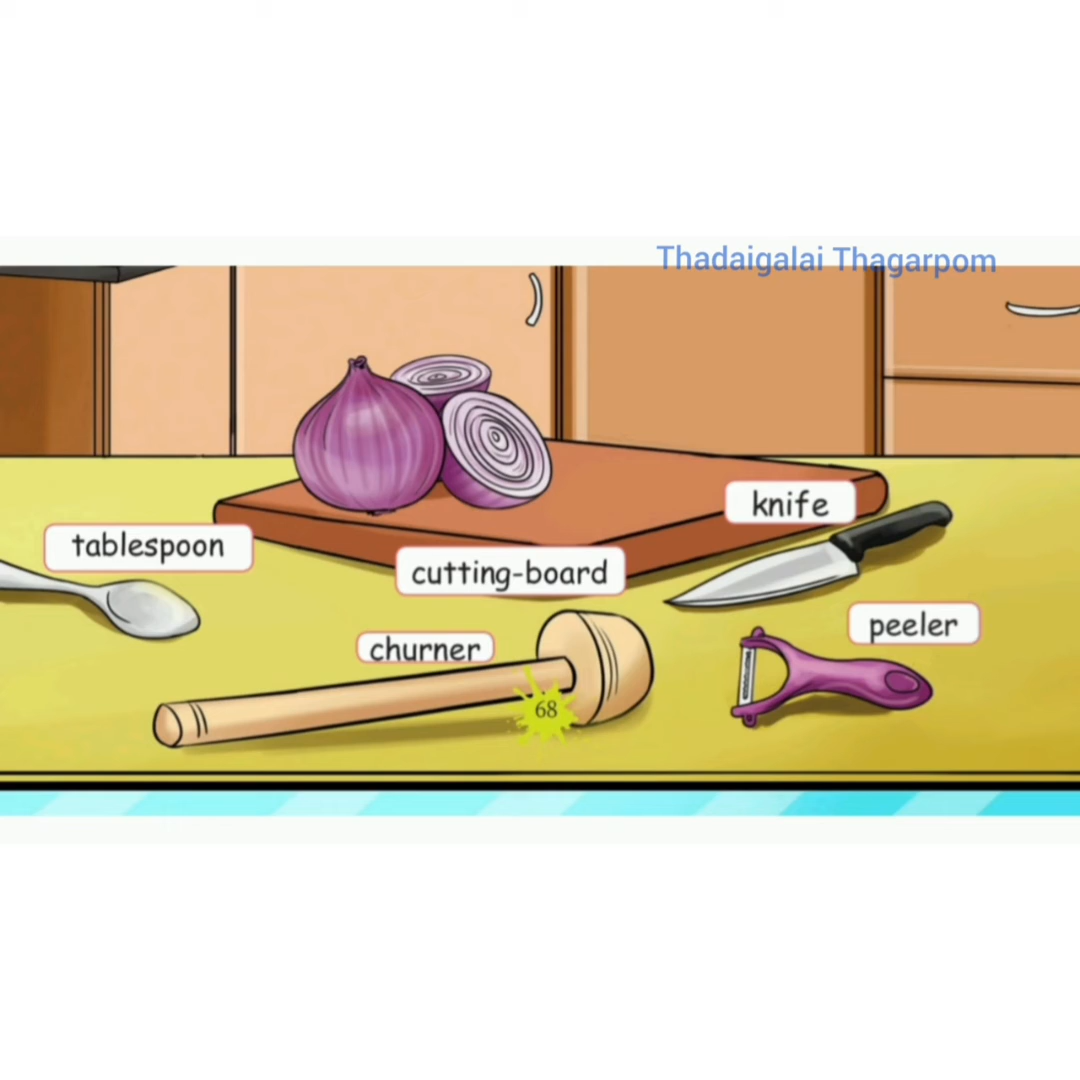 Thadaigalai Thagarpom
knife
tablespoon
cutting-board
peeler
churner
68